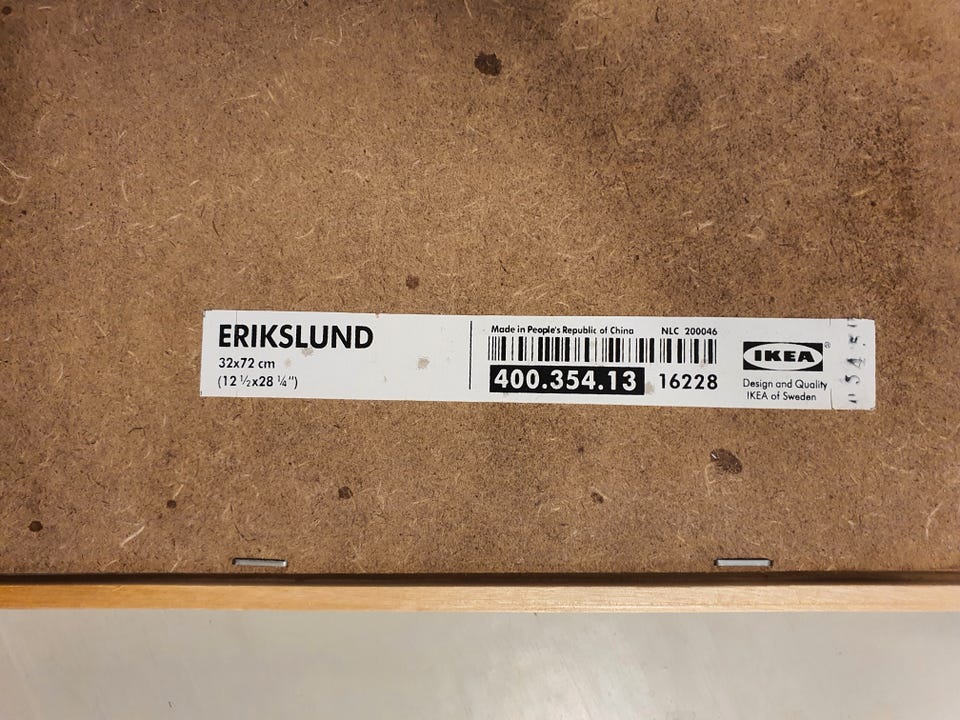 ERIKSLUND
32x72 cm
(12 ½x28 ¼")
Made in People's Republic of China NLC 200046
400.354.13 16228
IKEA®
Design and Quality
IKEA of Sweden